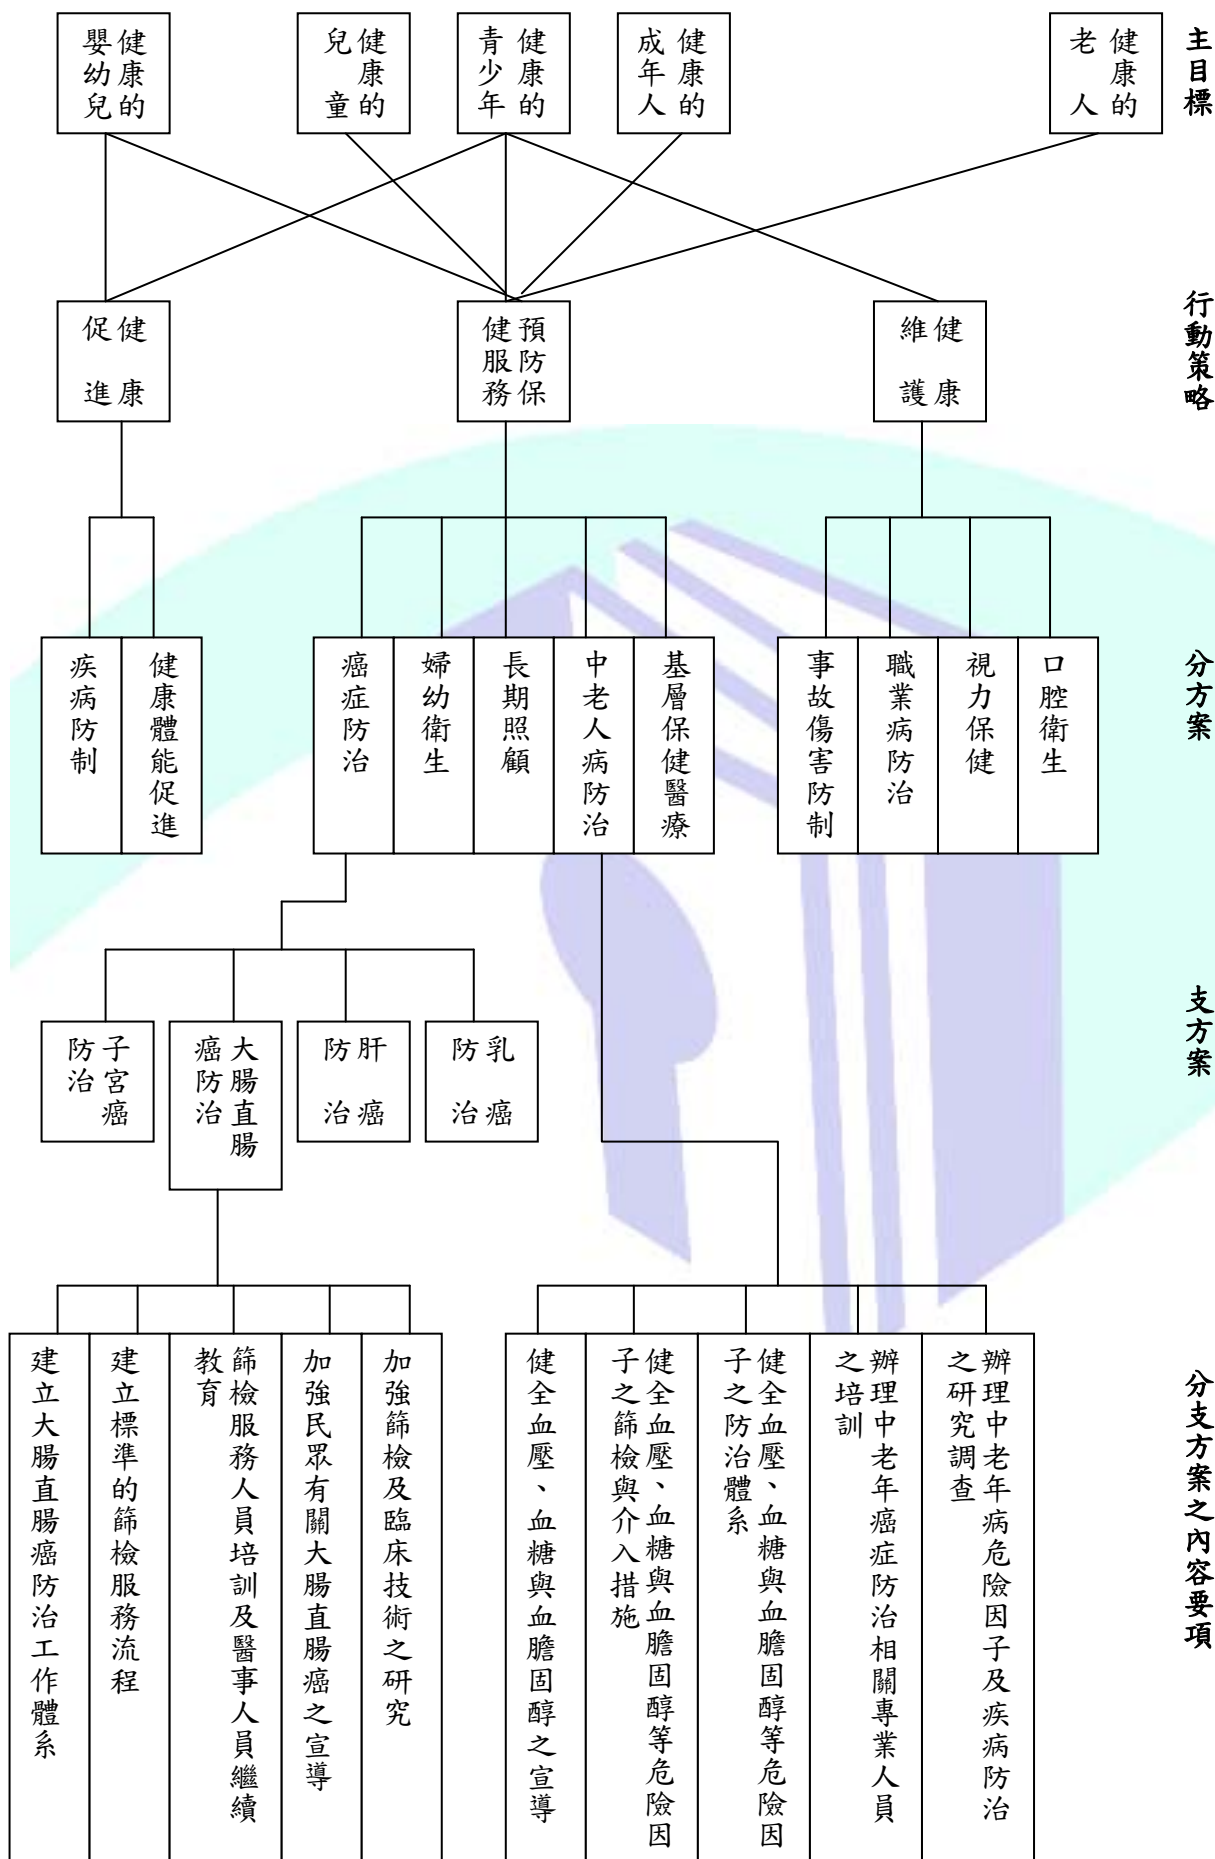 主目標
健康的
嬰幼兒
健康的
兒童
健康的
青少年
健康的
成年人
健康的
老人
行動策略
健康
促進
預防保
健服務
健康
維護
分方案
疾病防制
健康體能促進
癌症防治
婦幼衛生
長期照顧
中老人病防治
基層保健醫療
事故傷害防制
職業病防治
視力保健
口腔衛生
支方案
子宮癌
防治
大腸直腸
癌防治
肝癌
防治
乳癌
防治
分支方案之內容要項
建立大腸直腸癌防治工作體系
建立標準的篩檢服務流程
篩檢服務人員培訓及醫事人員繼續
教育
加強民眾有關大腸直腸癌之宣導
加強篩檢及臨床技術之研究
健全血壓、血糖與血膽固醇之宣導
健全血壓、血糖與血膽固醇等危險因
子之篩檢與介入措施
健全血壓、血糖與血膽固醇等危險因
子之防治體系
辦理中老年癌症防治相關專業人員
之培訓
辦理中老年病危險因子及疾病防治
之研究調查